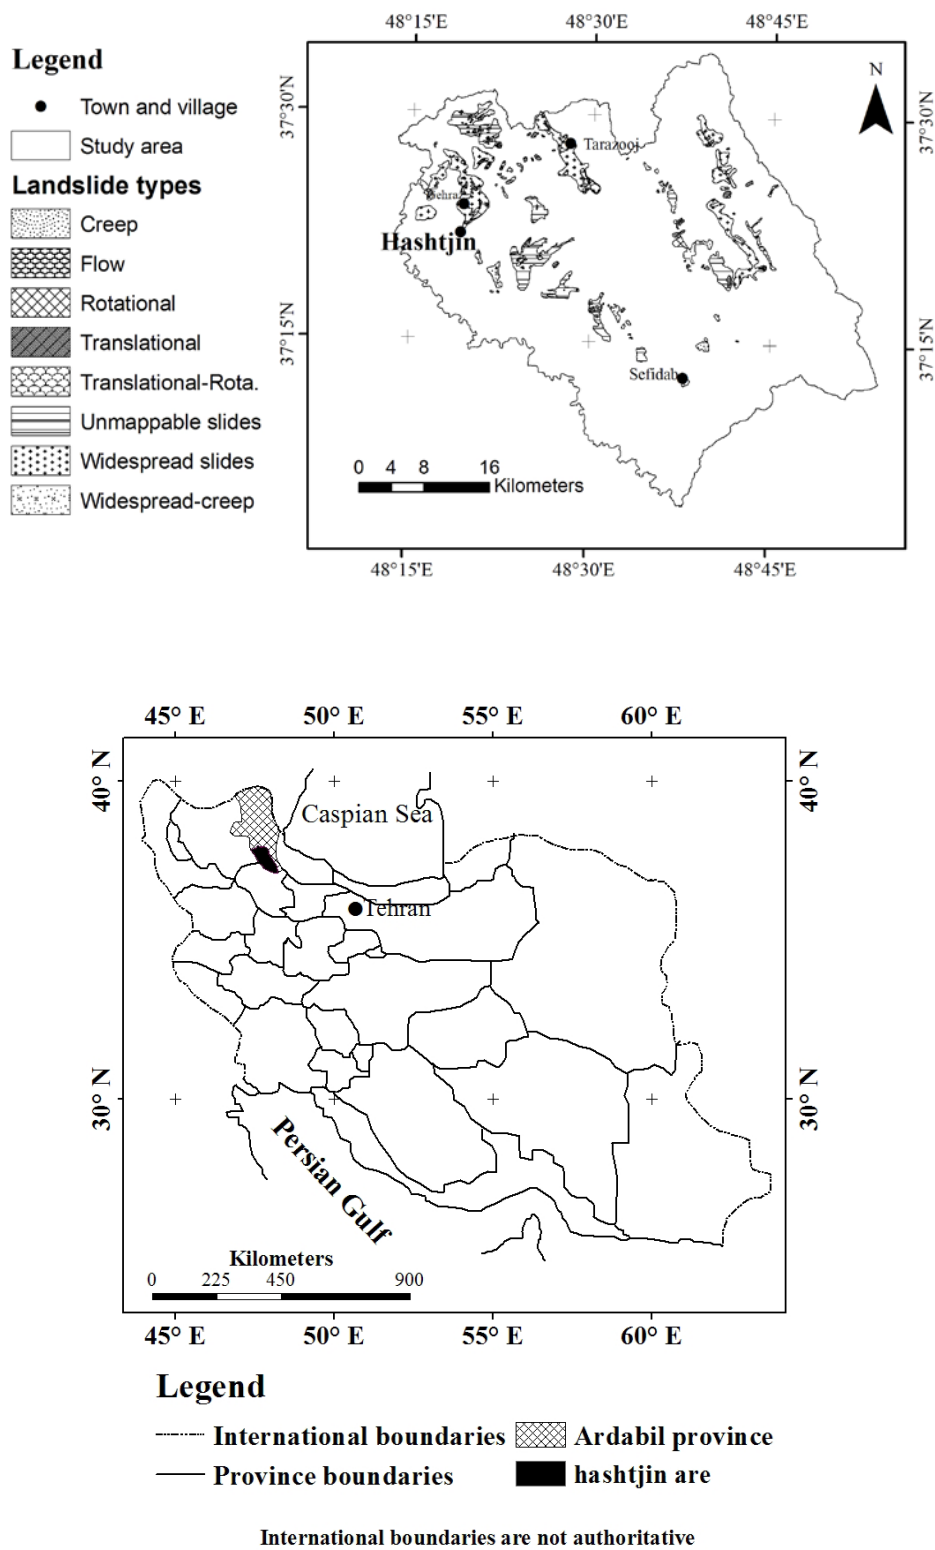 48°15'E 48°30'E 48°45'E
Legend
Town and village
Study area
Landslide types
Creep
Flow
Rotational
Translational
Translational-Rota.
Unmappable slides
Widespread slides
Widespread-creep
37°30'N
37°15'N
N
Tarazooj
Hashtjin
Sefidab
0 4 8 16
Kilometers
37°30'N
37°15'N
48°15'E 48°30'E 48°45'E
45° E 50° E 55° E 60° E
40° N
30° N
Caspian Sea
Tehran
Persian Gulf
Kilometers
0 225 450 900
40° N
30° N
45° E 50° E 55° E 60° E
Legend
International boundaries
Ardabil province
Province boundaries
hashtjin are
International boundaries are not authoritative